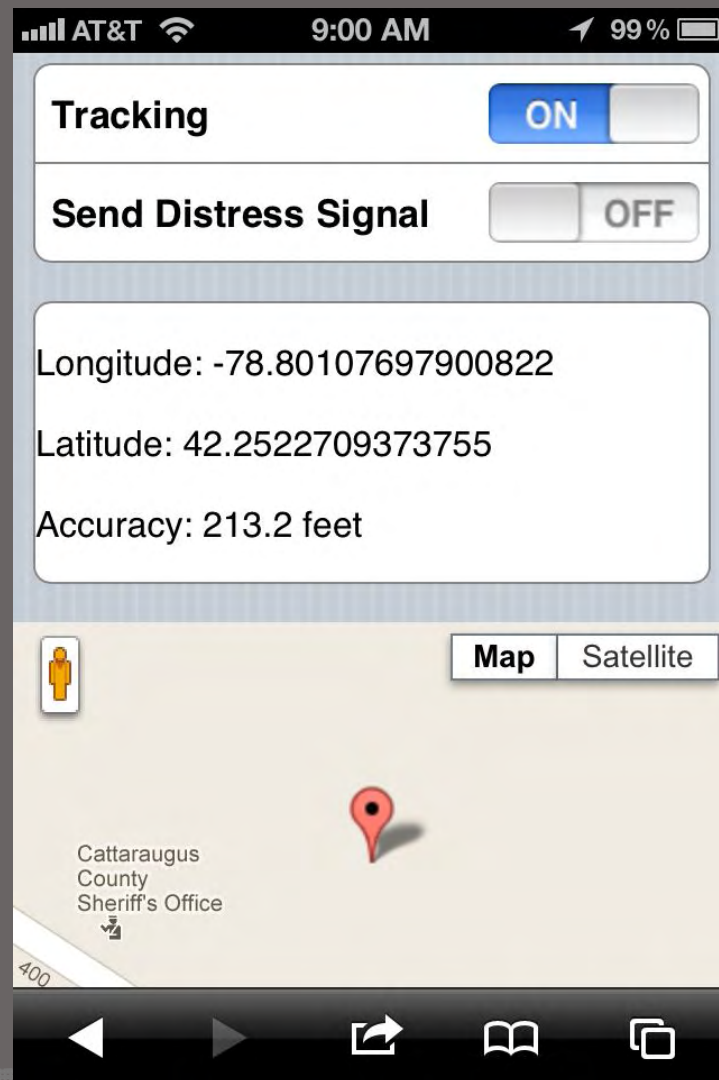 AT&T 9:00 AM 99%
Tracking ON
Send Distress Signal OFF
Longitude: -78.80107697900822
Latitude: 42.2522709373755
Accuracy: 213.2 feet
Map Satellite
Cattaraugus
County
Sheriff's Office
400